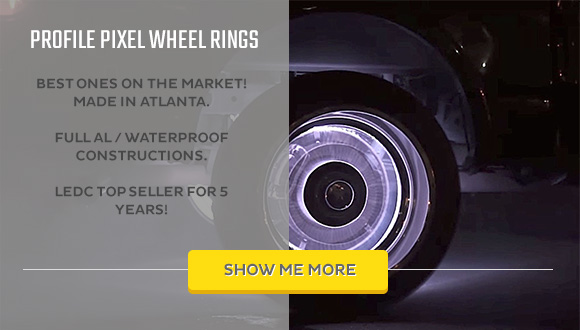 PROFILE PIXEL WHEEL RINGS
BEST ONES ON THE MARKET!
MADE IN ATLANTA.
FULL AL / WATERPROOF
CONSTRUCTIONS.
LEDC TOP SELLER FOR 5
YEARS!
SHOW ME MORE